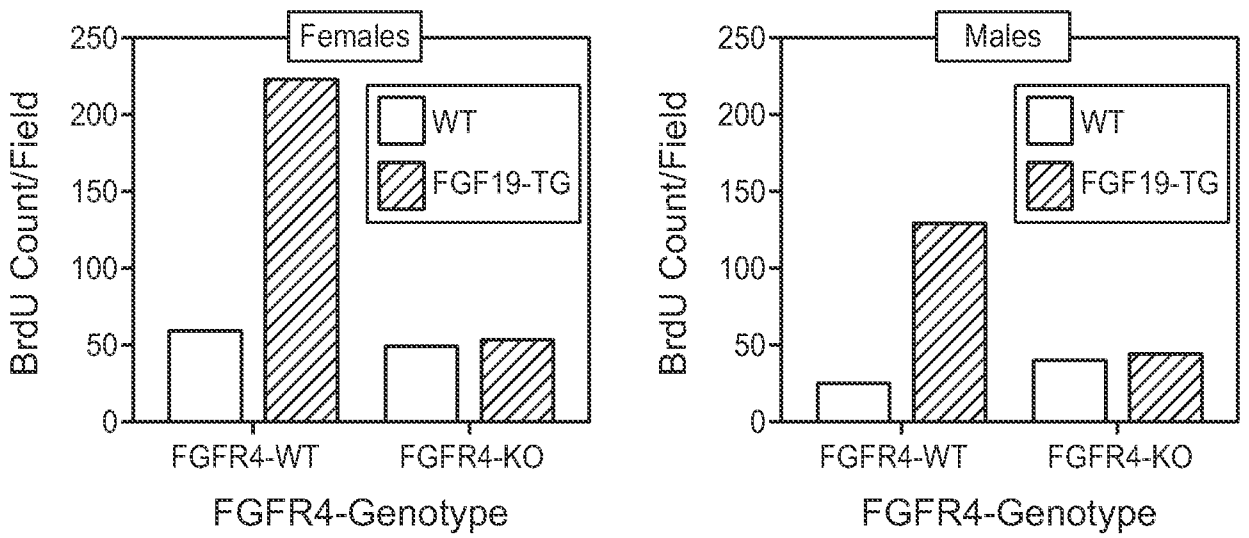 Females
BrdU Count/Field
250
200
150
100
50
0
WT
FGF19-TG
FGFR4-WT FGFR4-KO
FGFR4-Genotype
Males
BrdU Count/Field
250
200
150
100
50
0
WT
FGF19-TG
FGFR4-WT FGFR4-KO
FGFR4-Genotype